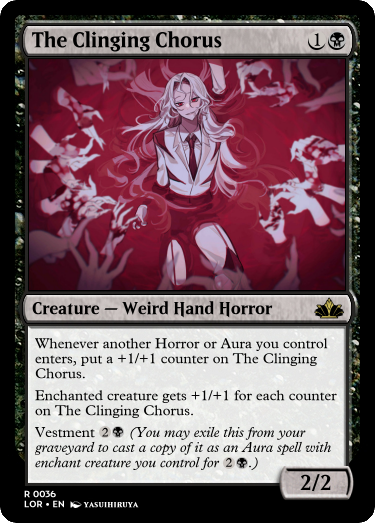 The Clinging Chorus 1
Creature — Weird Hand Horror
Whenever another Horror or Aura you control
enters, put a +1/+1 counter on The Clinging
Chorus.
Enchanted creature gets +1/+1 for each counter
on The Clinging Chorus.
Vestment 2 (You may exile this from your
graveyard to cast a copy of it as an Aura spell with
enchant creature you control for 2.)
2/2
R 0036
LOR • EN YASUIHIRUYA